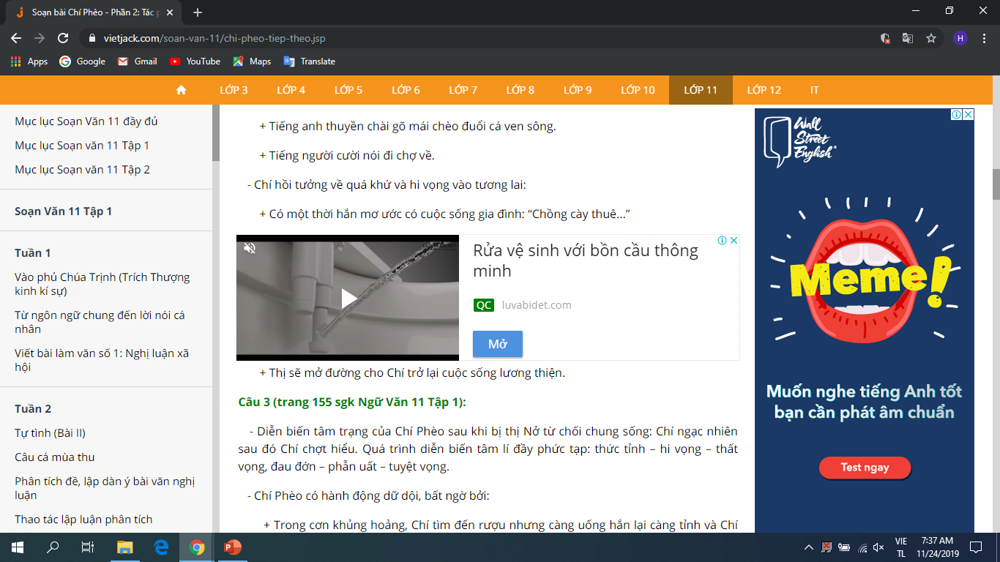 Soạn bài Chí Phèo - Phần 2: Tác p
vietjack.com/soan-van-11/chi-pheo-tiep-theo.jsp
H
Apps
Google
Gmail
YouTube
Maps
Translate
LỚP 3
LỚP 4
LỚP 5
LỚP 6
LỚP 7
LỚP 8
LỚP 9
LỚP 10
LỚP 11
LỚP 12
IT
Mục lục Soạn Văn 11 đầy đủ
Mục lục Soạn văn 11 Tập 1
Mục lục Soạn văn 11 Tập 2
Soạn Văn 11 Tập 1
Tuần 1
Vào phủ Chúa Trịnh (Trích Thượng
kinh kí sự)
Từ ngôn ngữ chung đến lời nói cá
nhân
Viết bài làm văn số 1: Nghị luận xã
hội
Tuần 2
Tự tình (Bài II)
Câu cá mùa thu
Phân tích đề, lập dàn ý bài văn nghị
luận
Thao tác lập luận phân tích
+ Tiếng anh thuyền chài gõ mái chèo đuổi cá ven sông.
+ Tiếng người cười nói đi chợ về.
- Chí hồi tưởng về quá khứ và hi vọng vào tương lai:
+ Có một thời hắn mơ ước có cuộc sống gia đình: “Chồng cày thuê…”
Rửa vệ sinh với bồn cầu thông
minh
QC luvabidet.com
Mở
+ Thị sẽ mở đường cho Chí trở lại cuộc sống lương thiện.
Câu 3 (trang 155 sgk Ngữ Văn 11 Tập 1):
- Diễn biến tâm trạng của Chí Phèo sau khi bị thị Nở từ chối chung sống: Chí ngạc nhiên
sau đó Chí chợt hiểu. Quá trình diễn biến tâm lí đầy phức tạp: thức tỉnh – hi vọng – thất
vọng, đau đớn – phẫn uất – tuyệt vọng.
- Chí Phèo có hành động dữ dội, bất ngờ bởi:
+ Trong cơn khủng hoảng, Chí tìm đến rượu nhưng càng uống hắn lại càng tỉnh và Chí
Wall
Street
English
Meme!
Muốn nghe tiếng Anh tốt
bạn cần phát âm chuẩn
Test ngay
VIE
TL
7:37 AM
11/24/2019